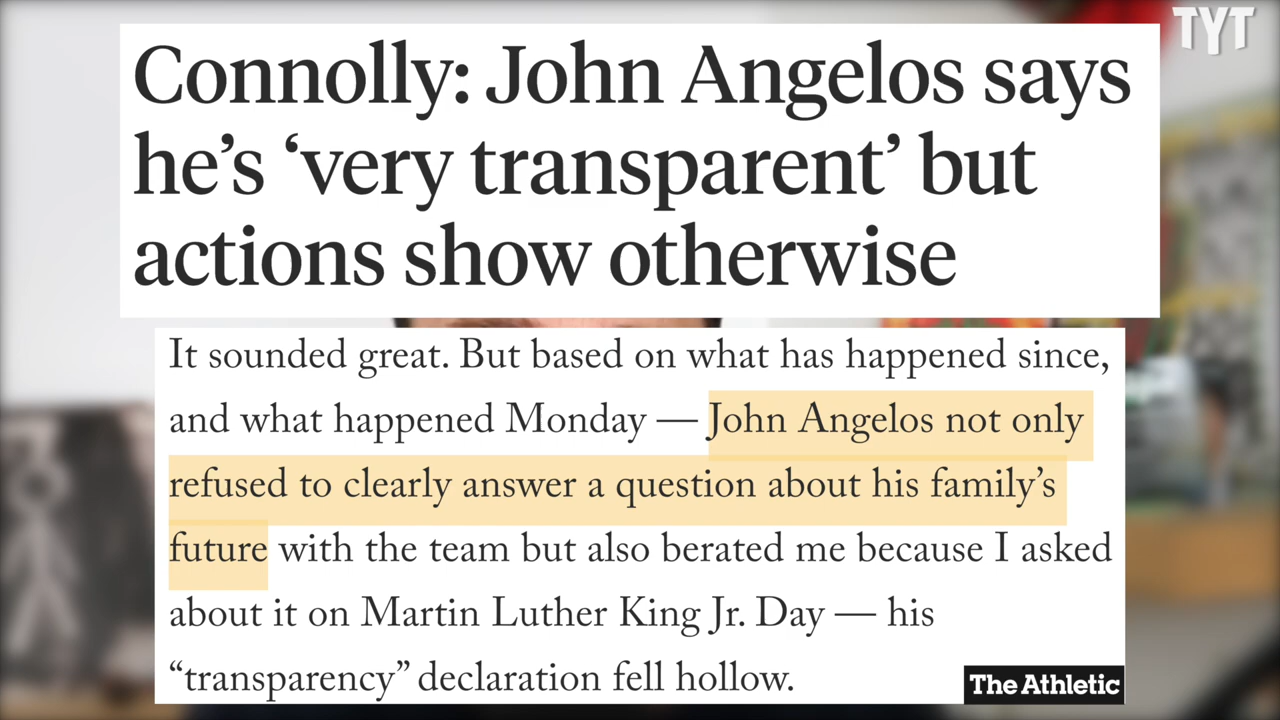 TYT
Connolly: John Angelos says
he’s ‘very transparent’ but
actions show otherwise
It sounded great. But based on what has happened since,
and what happened Monday — John Angelos not only
refused to clearly answer a question about his family’s
future with the team but also berated me because I asked
about it on Martin Luther King Jr. Day — his
“transparency” declaration fell hollow.
The Athletic